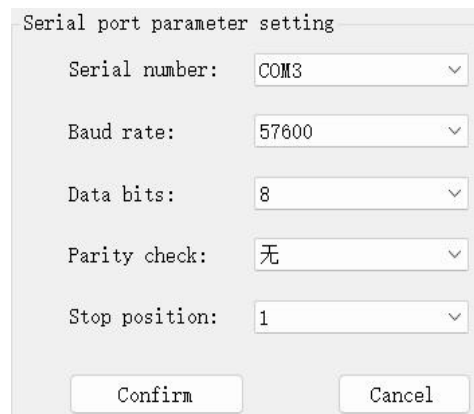 Serial port parameter setting
Serial number: COM3
Baud rate: 57600
Data bits: 8
Parity check: 无
Stop position: 1
Confirm Cancel